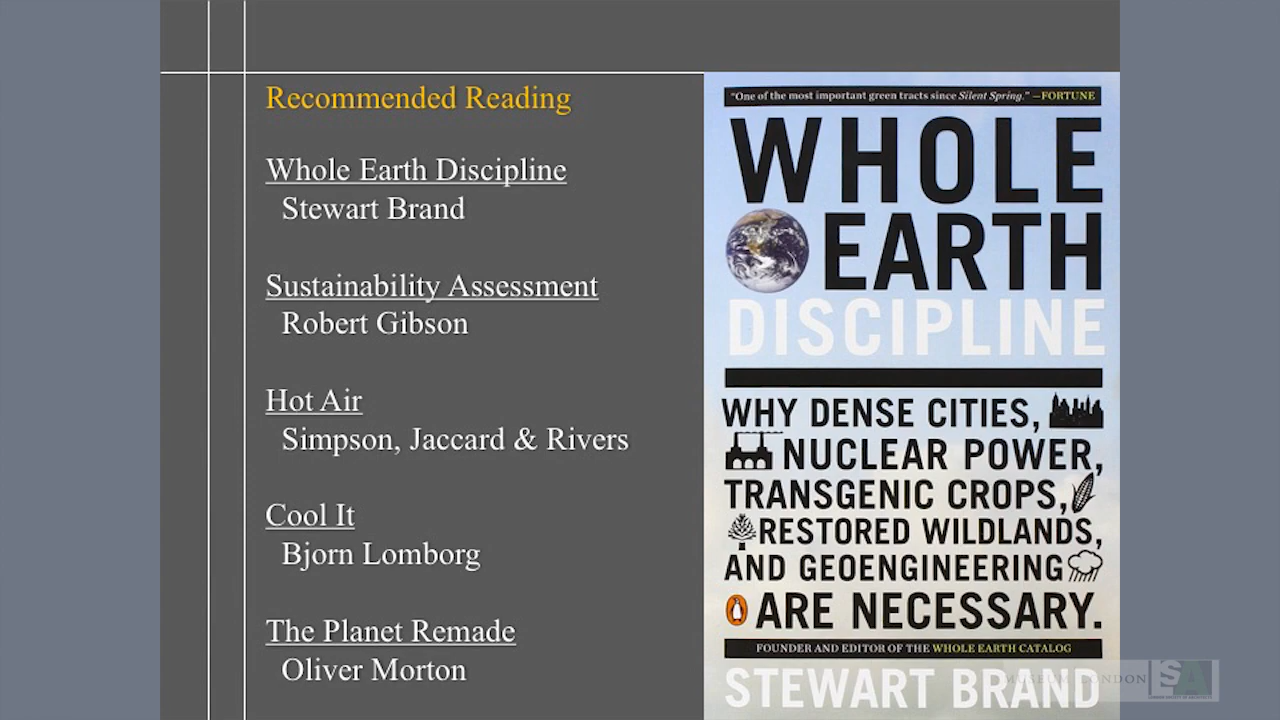 Recommended Reading
Whole Earth Discipline
Stewart Brand
Sustainability Assessment
Robert Gibson
Hot Air
Simpson, Jaccard & Rivers
Cool It
Bjorn Lomborg
The Planet Remade
Oliver Morton
"One of the most important green tracts since Silent Spring." —FORTUNE
WHOLE
EARTH
DISCIPLINE
WHY DENSE CITIES,
NUCLEAR POWER,
TRANSGENIC CROPS,
RESTORED WILDLANDS,
AND GEOENGINEERING
ARE NECESSARY.
FOUNDER AND EDITOR OF THE WHOLE EARTH CATALOG
STEWART BRAND
MUSEUM LONDON
LSA